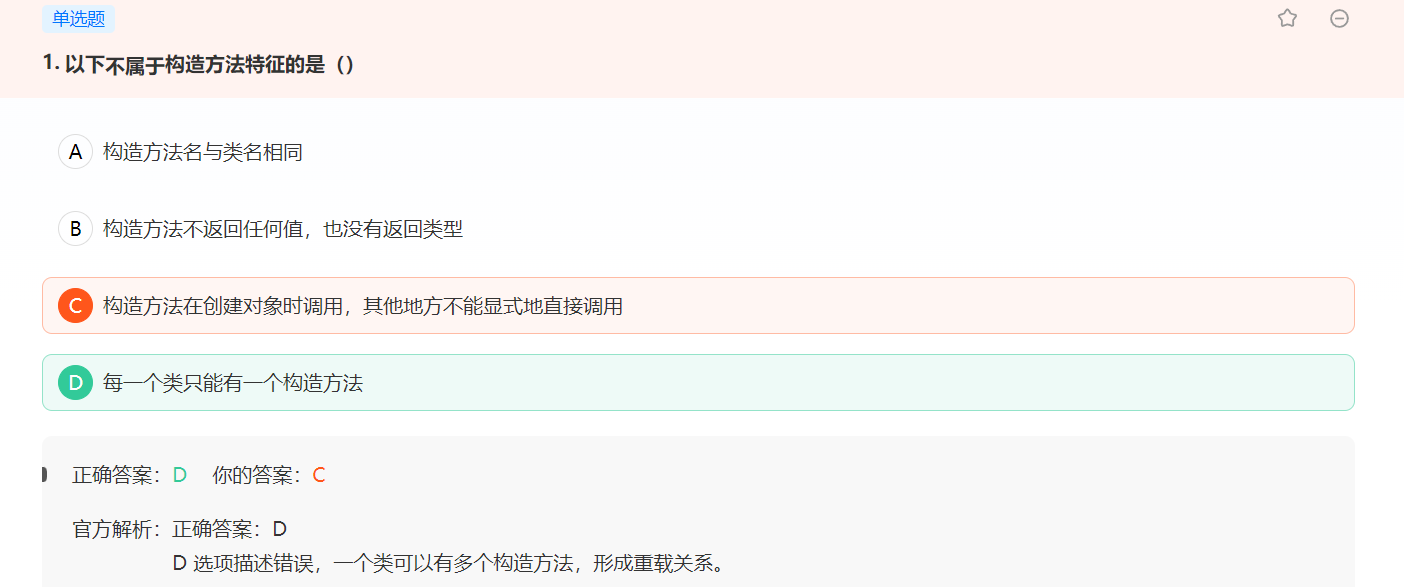 单选题
1. 以下不属于构造方法特征的是（）
A 构造方法名与类名相同
B 构造方法不返回任何值，也没有返回类型
C 构造方法在创建对象时调用，其他地方不能显式地直接调用
D 每一个类只能有一个构造方法
正确答案：D 你的答案：C
官方解析：正确答案：D
D 选项描述错误，一个类可以有多个构造方法，形成重载关系。